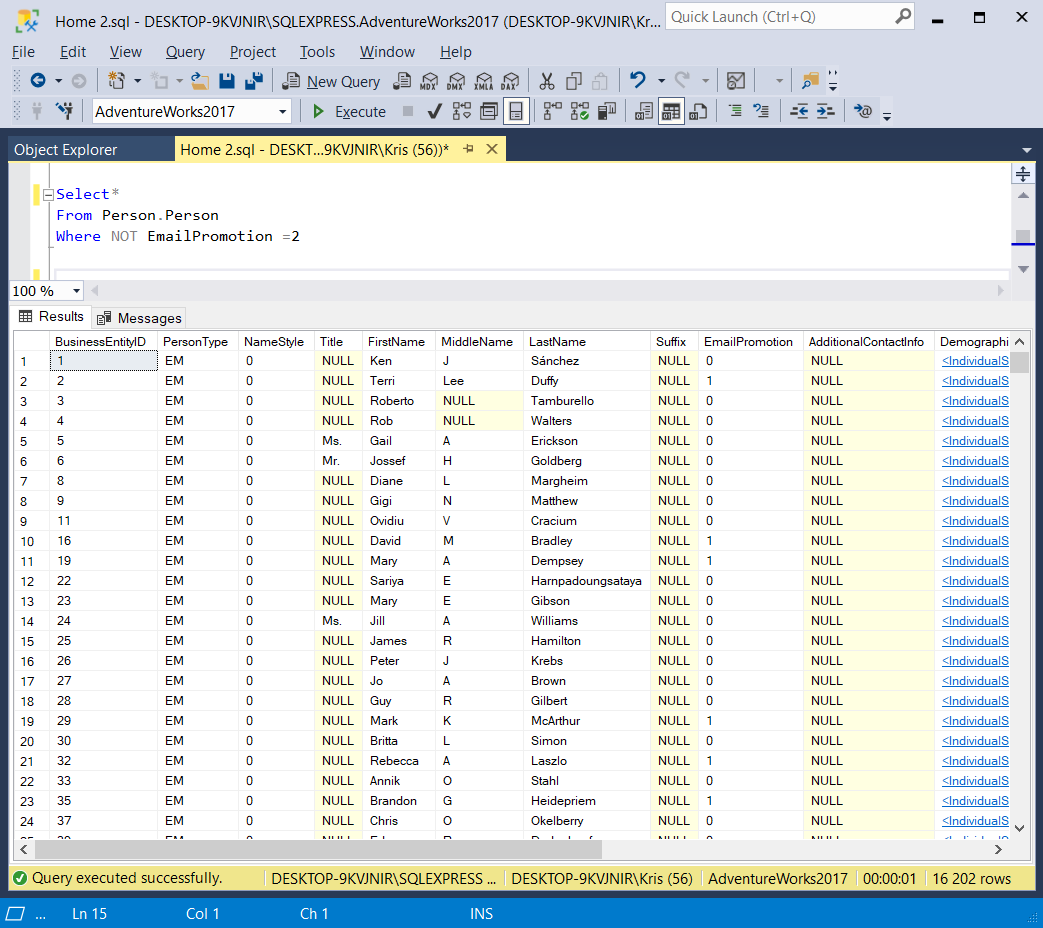 Home 2.sql - DESKTOP-9KVJNIR\SQLEXPRESS.AdventureWorks2017 (DESKTOP-9KVJNIR\Kr... Quick Launch (Ctrl+Q)
File Edit View Query Project Tools Window Help
New Query MDX DMX XMLA DAX
AdventureWorks2017 Execute
Object Explorer Home 2.sql - DESKT...9KVJNIR\Kris (56))*
Select*
From Person.Person
Where NOT EmailPromotion =2
100 %
Results Messages
BusinessEntityID PersonType NameStyle Title FirstName MiddleName LastName Suffix EmailPromotion AdditionalContactInfo Demographi
1 1 EM 0 NULL Ken J Sánchez NULL 0 NULL <IndividualS
2 2 EM 0 NULL Terri Lee Duffy NULL 1 NULL <IndividualS
3 3 EM 0 NULL Roberto NULL Tamburello NULL 0 NULL <IndividualS
4 4 EM 0 NULL Rob NULL Walters NULL 0 NULL <IndividualS
5 5 EM 0 Ms. Gail A Erickson NULL 0 NULL <IndividualS
6 6 EM 0 Mr. Jossef H Goldberg NULL 0 NULL <IndividualS
7 8 EM 0 NULL Diane L Margheim NULL 0 NULL <IndividualS
8 9 EM 0 NULL Gigi N Matthew NULL 0 NULL <IndividualS
9 11 EM 0 NULL Ovidiu V Cracium NULL 0 NULL <IndividualS
10 16 EM 0 NULL David M Bradley NULL 1 NULL <IndividualS
11 19 EM 0 NULL Mary A Dempsey NULL 1 NULL <IndividualS
12 22 EM 0 NULL Sariya E Harnpadoungsataya NULL 0 NULL <IndividualS
13 23 EM 0 NULL Mary E Gibson NULL 0 NULL <IndividualS
14 24 EM 0 Ms. Jill A Williams NULL 0 NULL <IndividualS
15 25 EM 0 NULL James R Hamilton NULL 0 NULL <IndividualS
16 26 EM 0 NULL Peter J Krebs NULL 0 NULL <IndividualS
17 27 EM 0 NULL Jo A Brown NULL 0 NULL <IndividualS
18 28 EM 0 NULL Guy R Gilbert NULL 0 NULL <IndividualS
19 29 EM 0 NULL Mark K McArthur NULL 1 NULL <IndividualS
20 30 EM 0 NULL Britta L Simon NULL 0 NULL <IndividualS
21 32 EM 0 NULL Rebecca A Laszlo NULL 1 NULL <IndividualS
22 33 EM 0 NULL Annik O Stahl NULL 0 NULL <IndividualS
23 35 EM 0 NULL Brandon G Heidepriem NULL 1 NULL <IndividualS
24 37 EM 0 NULL Chris O Okelberry NULL 0 NULL <IndividualS
Query executed successfully. DESKTOP-9KVJNIR\SQLEXPRESS ... DESKTOP-9KVJNIR\Kris (56) AdventureWorks2017 00:00:01 16 202 rows
... Ln 15 Col 1 Ch 1 INS